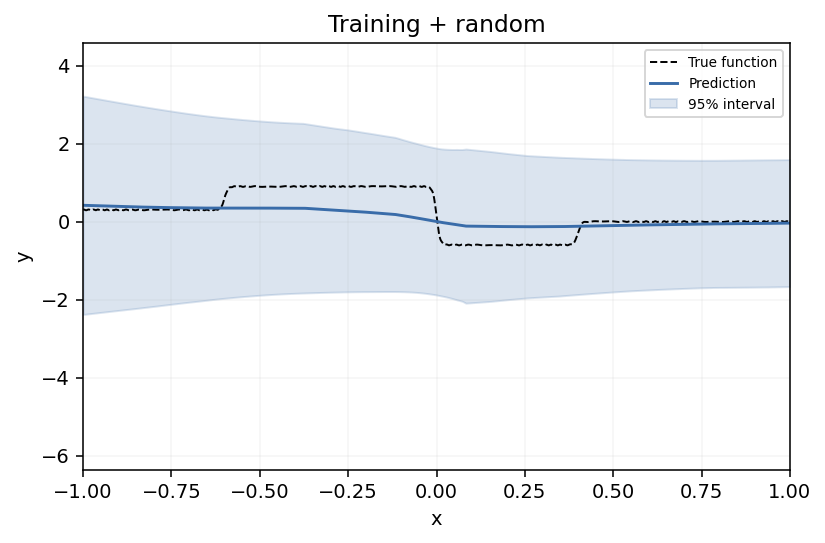 Training + random
True function
Prediction
95% interval
4
2
0
−2
−4
−6
y
−1.00 −0.75 −0.50 −0.25 0.00 0.25 0.50 0.75 1.00
x